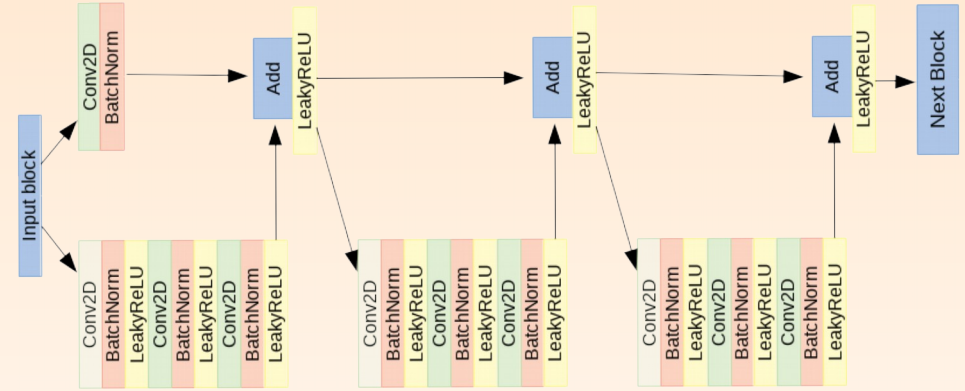 Input block
Conv2D
BatchNorm
Add
LeakyReLU
Conv2D
BatchNorm
LeakyReLU
Conv2D
BatchNorm
LeakyReLU
Conv2D
BatchNorm
LeakyReLU
Add
LeakyReLU
Conv2D
BatchNorm
LeakyReLU
Conv2D
BatchNorm
LeakyReLU
Conv2D
BatchNorm
LeakyReLU
Add
LeakyReLU
Conv2D
BatchNorm
LeakyReLU
Conv2D
BatchNorm
LeakyReLU
Conv2D
BatchNorm
LeakyReLU
Next Block